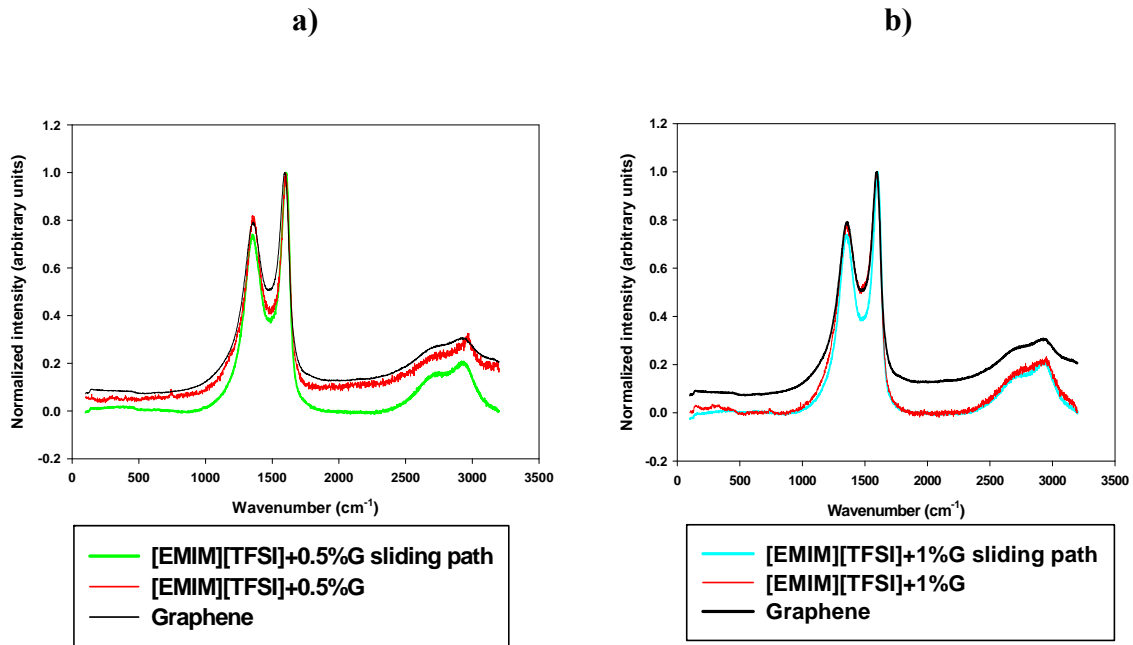 a)
1.2
1.0
0.8
0.6
0.4
0.2
0.0
-0.2
Normalized intensity (arbitrary units)
0 500 1000 1500 2000 2500 3000 3500
Wavenumber (cm⁻¹)
[EMIM][TFSI]+0.5%G sliding path
[EMIM][TFSI]+0.5%G
Graphene
b)
1.2
1.0
0.8
0.6
0.4
0.2
0.0
-0.2
Normalized intensity (arbitrary units)
0 500 1000 1500 2000 2500 3000 3500
Wavenumber (cm⁻¹)
[EMIM][TFSI]+1%G sliding path
[EMIM][TFSI]+1%G
Graphene